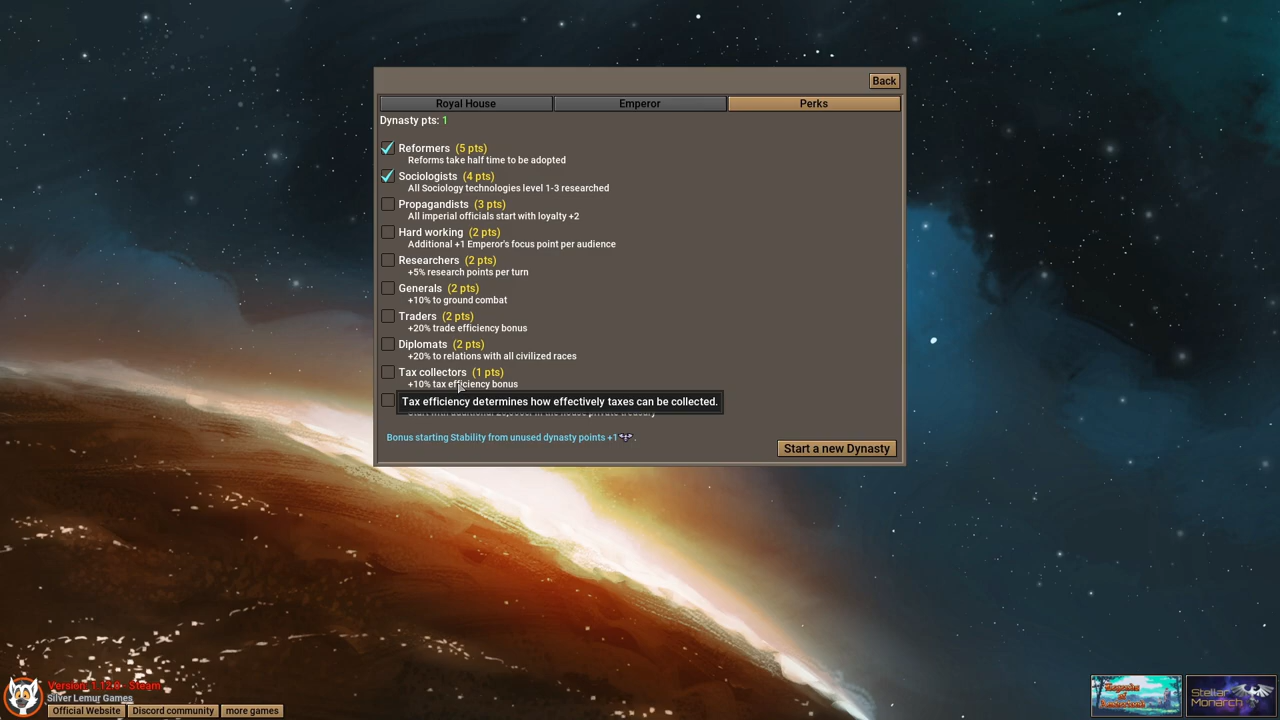 Back
Royal House
Emperor
Perks
Dynasty pts: 1
Reformers (5 pts)
Reforms take half time to be adopted
Sociologists (4 pts)
All Sociology technologies level 1-3 researched
Propagandists (3 pts)
All imperial officials start with loyalty +2
Hard working (2 pts)
Additional +1 Emperor's focus point per audience
Researchers (2 pts)
+5% research points per turn
Generals (2 pts)
+10% to ground combat
Traders (2 pts)
+20% trade efficiency bonus
Diplomats (2 pts)
+20% to relations with all civilized races
Tax collectors (1 pts)
+10% tax efficiency bonus
Tax efficiency determines how effectively taxes can be collected.
Bonus starting Stability from unused dynasty points +1 .
Start a new Dynasty
Version: 1.12.8 - Steam
Silver Lemur Games
Official Website
Discord community
more games
Stellar
Monarch